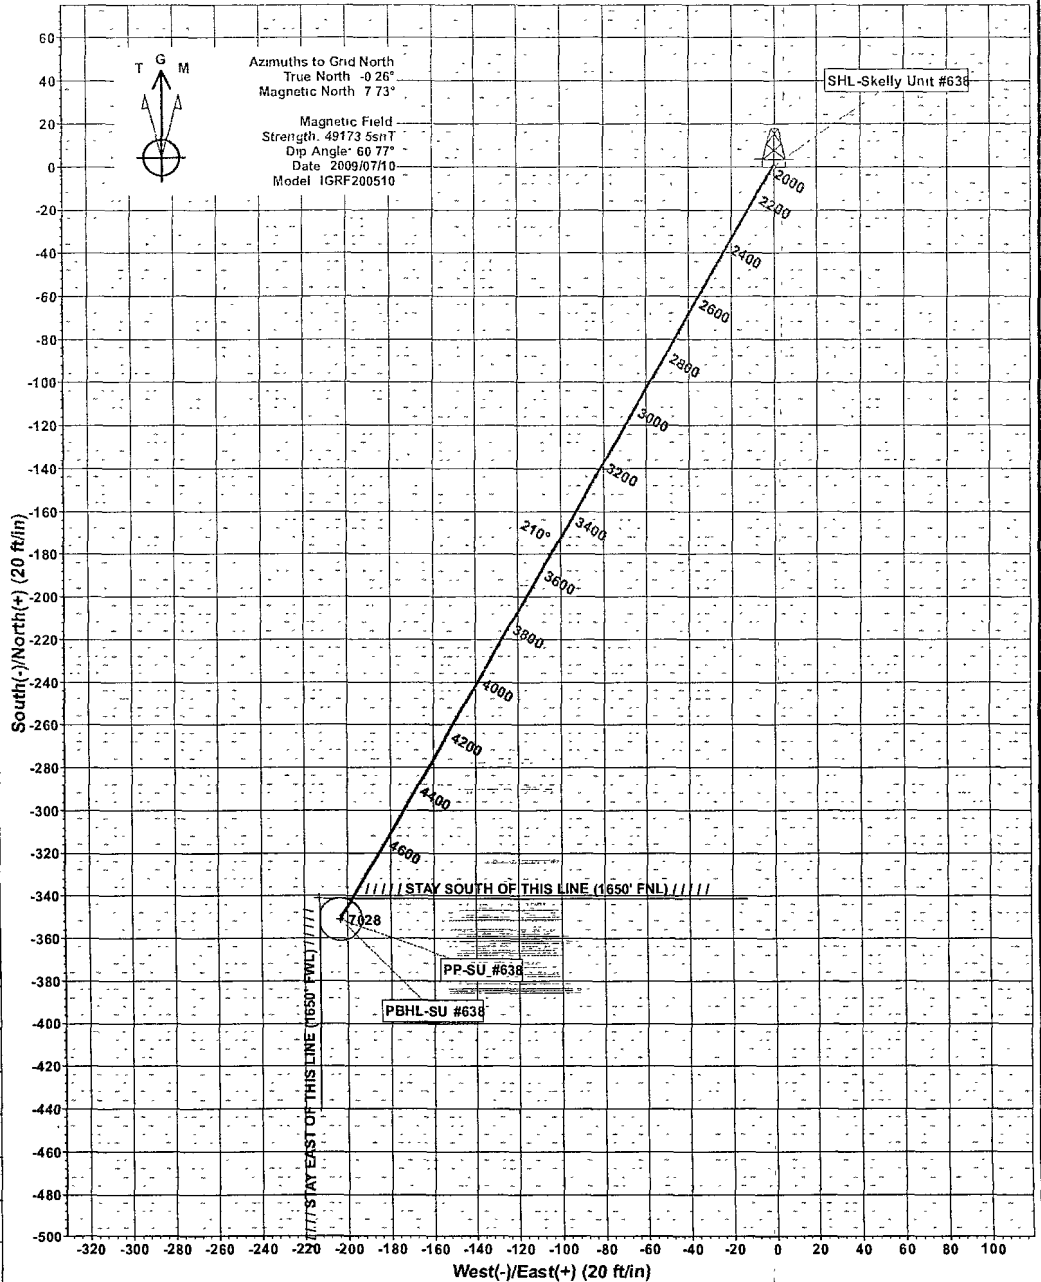 T G M
Azimuths to Grid North
True North -0 26°
Magnetic North 7 73°
Magnetic Field
Strength. 49173 5snT
Dip Angle· 60 77°
Date 2009/07/10
Model IGRF200510
SHL-Skelly Unit #638
60
40
20
0
-20
-40
-60
-80
-100
-120
-140
-160
-180
-200
-220
-240
-260
-280
-300
-320
-340
-360
-380
-400
-420
-440
-460
-480
-500
South(-)/North(+) (20 ft/in)
2000
2200
2400
2600
2800
3000
3200
210°
3400
3600
3800
4000
4200
4400
4600
/ / / / / STAY SOUTH OF THIS LINE (1650' FNL) / / / / /
7028
PP-SU #638
PBHL-SU #638
/ / / / STAY EAST OF THIS LINE (1650' FWL) / / / / /
-320 -300 -280 -260 -240 -220 -200 -180 -160 -140 -120 -100 -80 -60 -40 -20 0 20 40 60 80 100
West(-)/East(+) (20 ft/in)